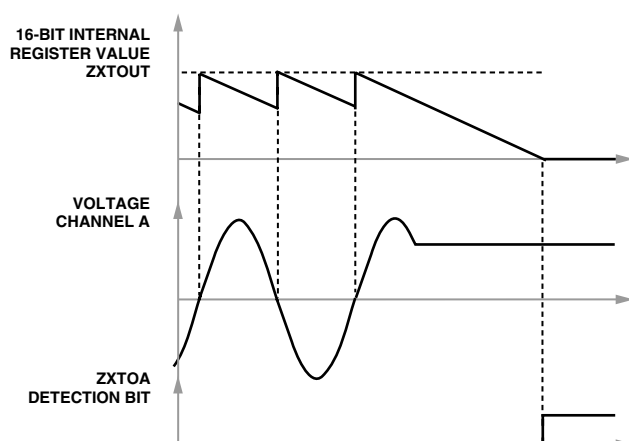 16-BIT INTERNAL
REGISTER VALUE
ZXTOUT
VOLTAGE
CHANNEL A
ZXTOA
DETECTION BIT